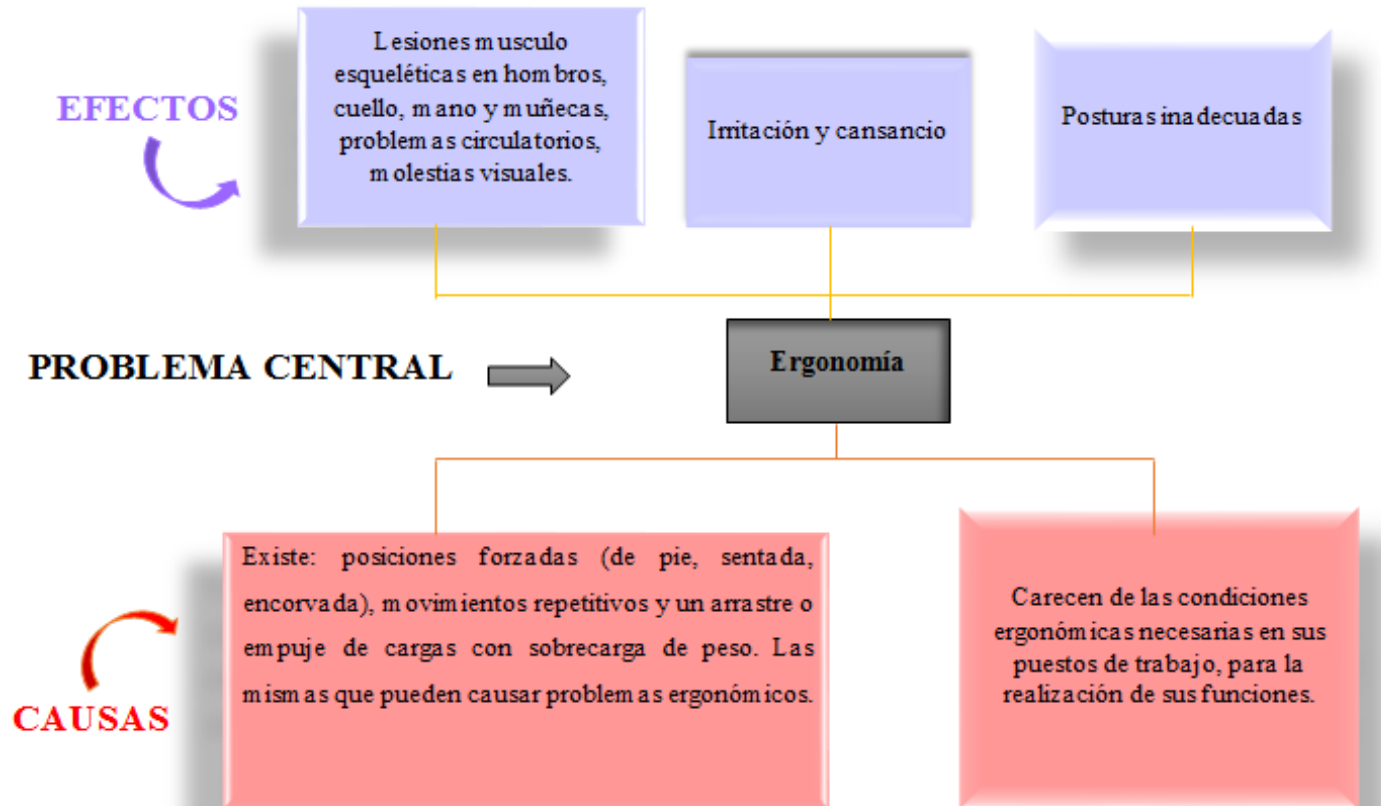 EFECTOS
Lesiones musculo
esqueléticas en hombros,
cuello, mano y muñecas,
problemas circulatorios,
molestias visuales.
Irritación y cansancio
Posturas inadecuadas
PROBLEMA CENTRAL
Ergonomía
CAUSAS
Existe: posiciones forzadas (de pie, sentada,
encorvada), movimientos repetitivos y un arrastre o
empuje de cargas con sobrecarga de peso. Las
mismas que pueden causar problemas ergonómicos.
Carecen de las condiciones
ergonómicas necesarias en sus
puestos de trabajo, para la
realización de sus funciones.